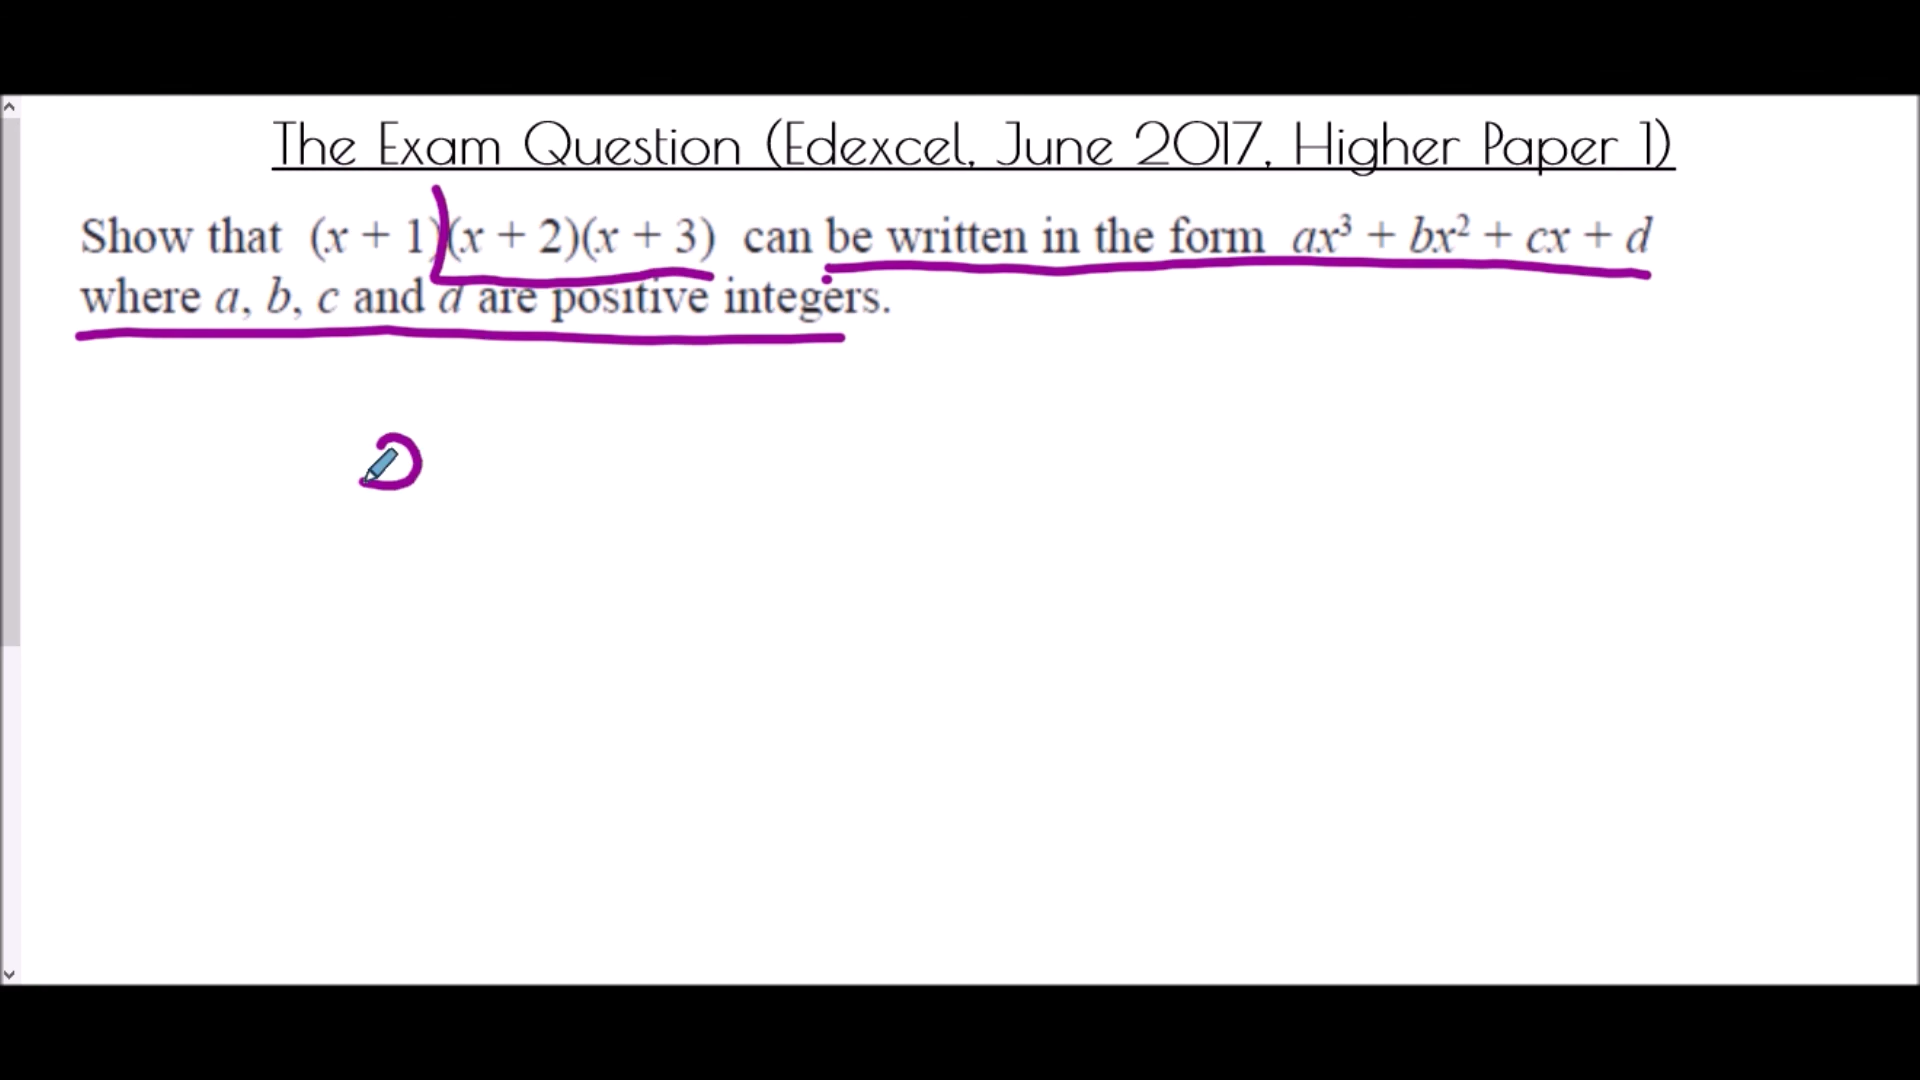 The Exam Question (Edexcel, June 2017, Higher Paper 1)
Show that (x + 1)(x + 2)(x + 3) can be written in the form ax³ + bx² + cx + d
where a, b, c and d are positive integers.